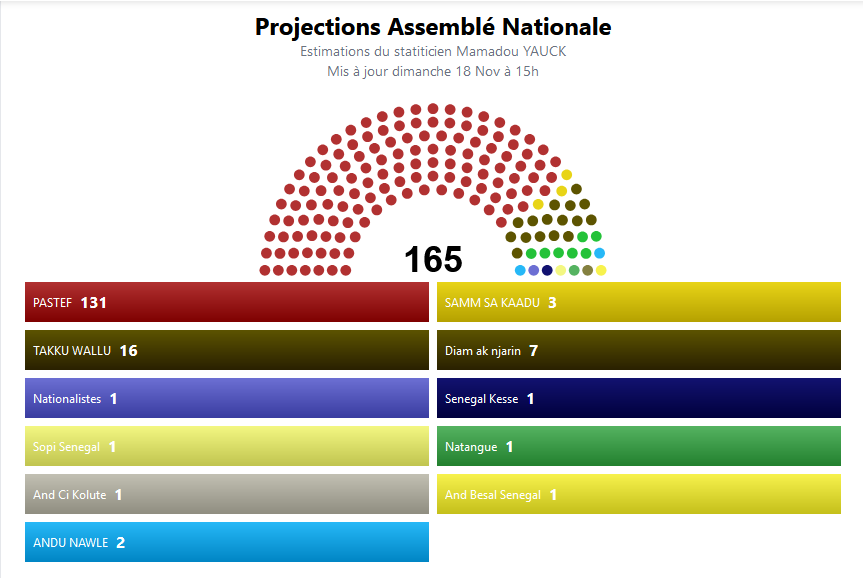 Projections Assemblé Nationale
Estimations du statiticien Mamadou YAUCK
Mis à jour dimanche 18 Nov à 15h
165
PASTEF 131
SAMM SA KAADU 3
TAKKU WALLU 16
Diam ak njarin 7
Nationalistes 1
Senegal Kesse 1
Sopi Senegal 1
Natangue 1
And Ci Kolute 1
And Besal Senegal 1
ANDU NAWLE 2